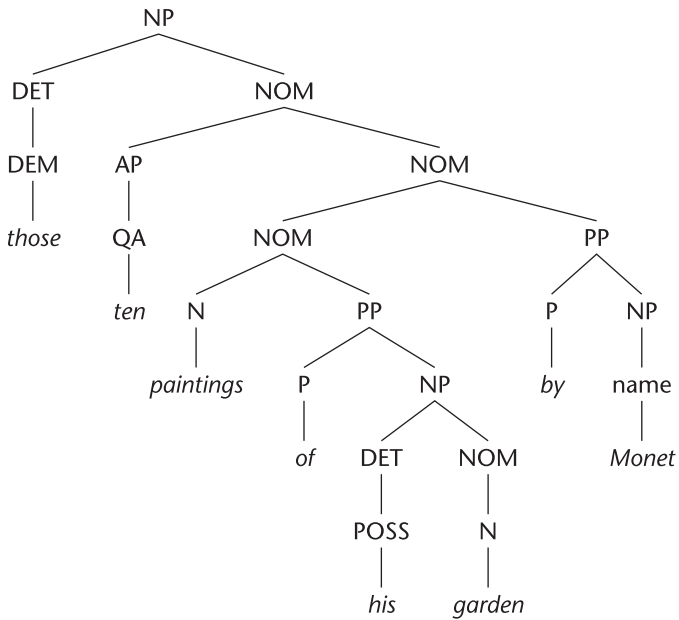 NP
DET NOM
DEM AP NOM
those QA NOM PP
ten N PP P NP
paintings P NP by name
of DET NOM Monet
POSS N
his garden